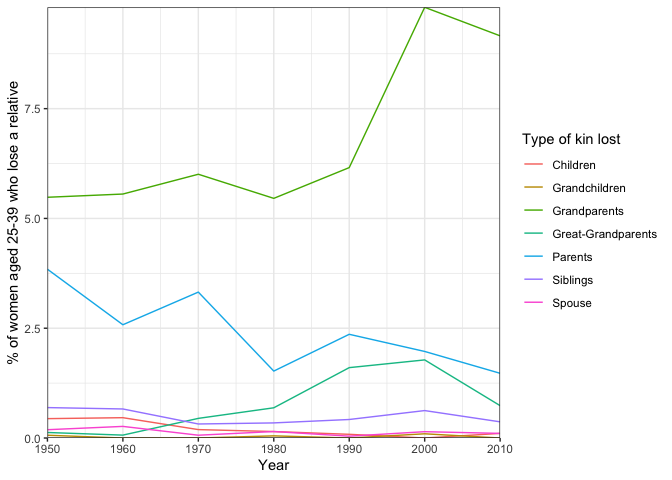 % of women aged 25-39 who lose a relative
7.5
5.0
2.5
0.0
1950 1960 1970 1980 1990 2000 2010
Year
Type of kin lost
Children
Grandchildren
Grandparents
Great-Grandparents
Parents
Siblings
Spouse